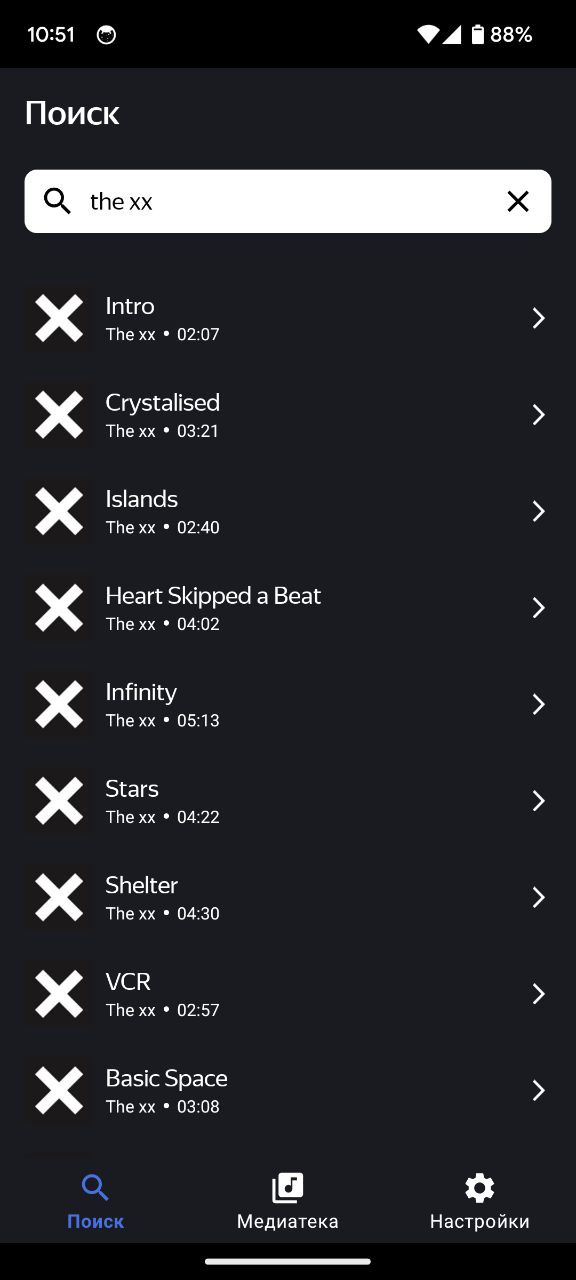 10:51
88%
Поиск
the xx
Intro
The xx • 02:07
Crystalised
The xx • 03:21
Islands
The xx • 02:40
Heart Skipped a Beat
The xx • 04:02
Infinity
The xx • 05:13
Stars
The xx • 04:22
Shelter
The xx • 04:30
VCR
The xx • 02:57
Basic Space
The xx • 03:08
Поиск
Медиатека
Настройки